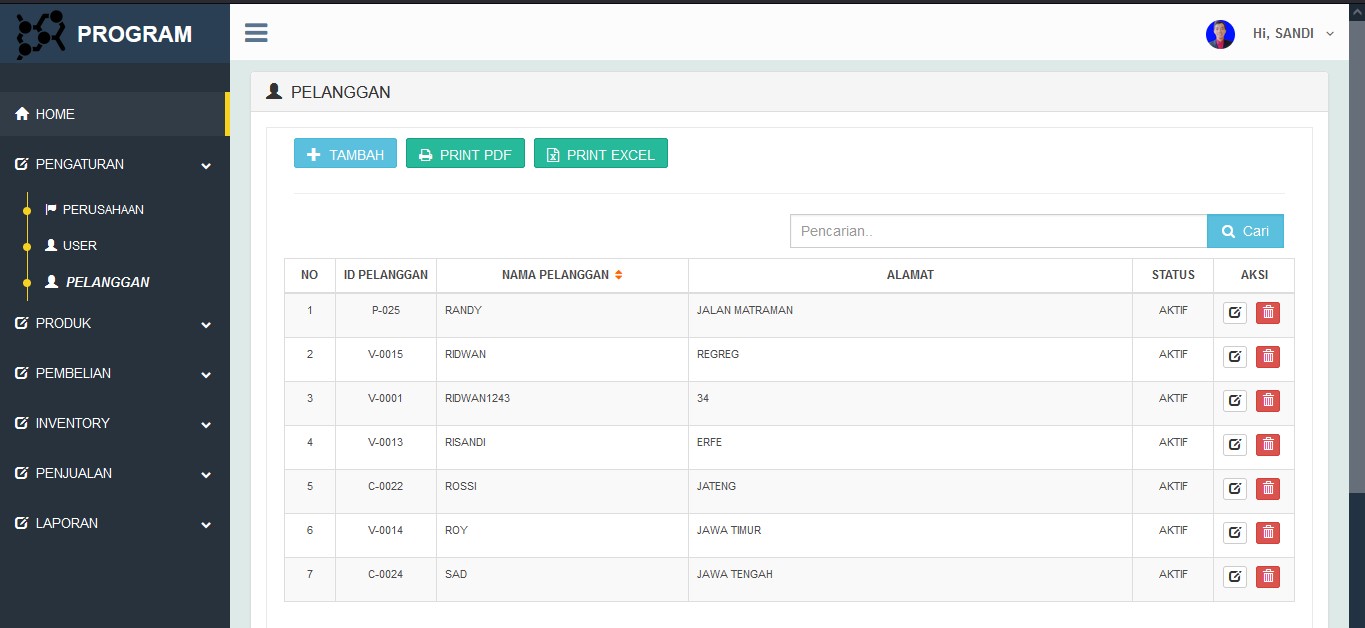 PROGRAM
Hi, SANDI
HOME
PENGATURAN
PERUSAHAAN
USER
PELANGGAN
PRODUK
PEMBELIAN
INVENTORY
PENJUALAN
LAPORAN
PELANGGAN
TAMBAH PRINT PDF PRINT EXCEL
Pencarian.. Cari
NO ID PELANGGAN NAMA PELANGGAN ALAMAT STATUS AKSI
1 P-025 RANDY JALAN MATRAMAN AKTIF
2 V-0015 RIDWAN REGREG AKTIF
3 V-0001 RIDWAN1243 34 AKTIF
4 V-0013 RISANDI ERFE AKTIF
5 C-0022 ROSSI JATENG AKTIF
6 V-0014 ROY JAWA TIMUR AKTIF
7 C-0024 SAD JAWA TENGAH AKTIF